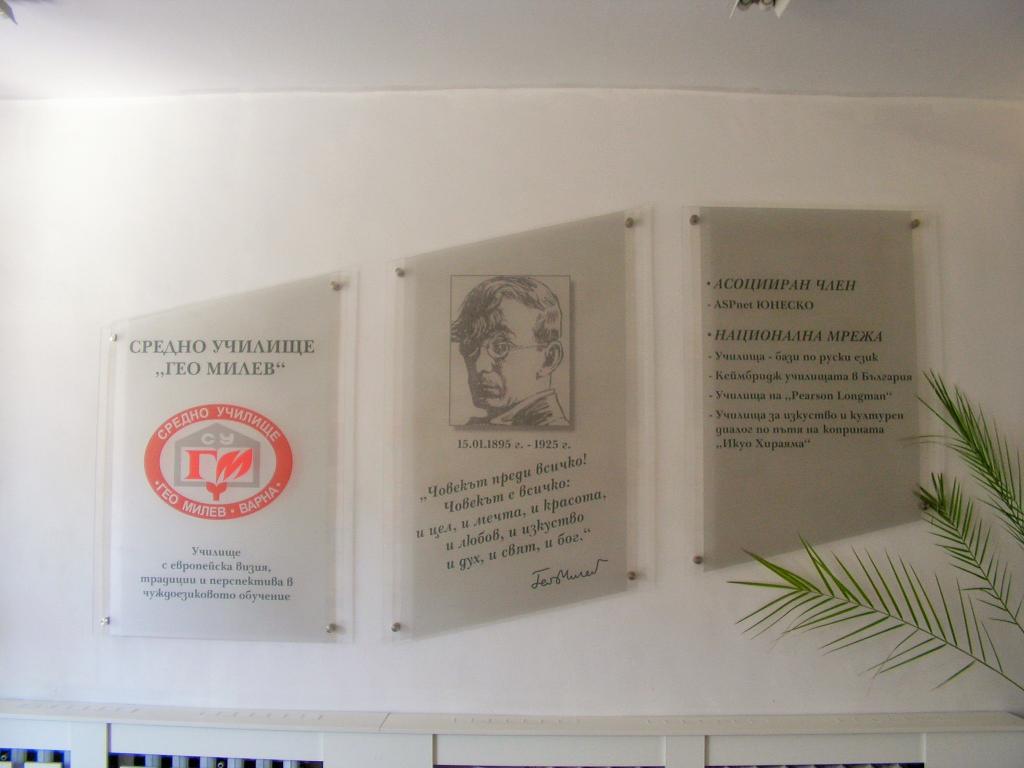 СРЕДНО УЧИЛИЩЕ
„ГЕО МИЛЕВ“
СРЕДНО УЧИЛИЩЕ
СУ
ГМ
·ГЕО МИЛЕВ · ВАРНА·
Училище
с европейска визия,
традиции и перспектива в
чуждоезиковото обучение
15.01.1895 г. - 1925 г.
„Човекът преди всичко!
Човекът е всичко:
и цел, и мечта, и красота,
и любов, и изкуство
и дух, и свят, и бог.“
Гео Милев
• АСОЦИИРАН ЧЛЕН
- ASPnet ЮНЕСКО
• НАЦИОНАЛНА МРЕЖА
- Училища - бази по руски език
- Кеймбридж училищата в България
- Училища на „Pearson Longman“
- Училища за изкуство и културен
диалог по пътя на коприната
„Икуо Хираяма“